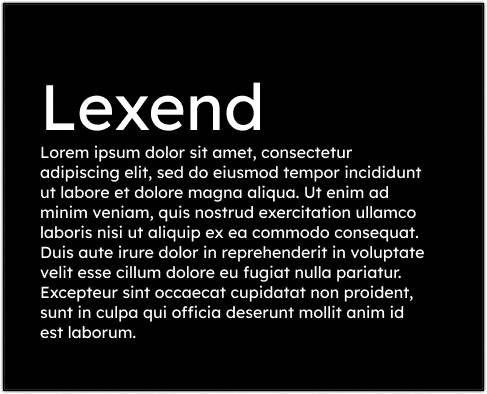 Lexend
Lorem ipsum dolor sit amet, consectetur
adipiscing elit, sed do eiusmod tempor incididunt
ut labore et dolore magna aliqua. Ut enim ad
minim veniam, quis nostrud exercitation ullamco
laboris nisi ut aliquip ex ea commodo consequat.
Duis aute irure dolor in reprehenderit in voluptate
velit esse cillum dolore eu fugiat nulla pariatur.
Excepteur sint occaecat cupidatat non proident,
sunt in culpa qui officia deserunt mollit anim id
est laborum.